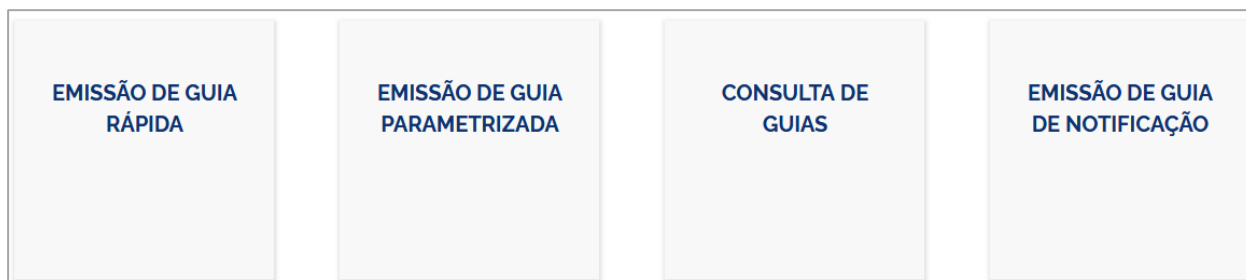 EMISSÃO DE GUIA
RÁPIDA
EMISSÃO DE GUIA
PARAMETRIZADA
CONSULTA DE
GUIAS
EMISSÃO DE GUIA
DE NOTIFICAÇÃO